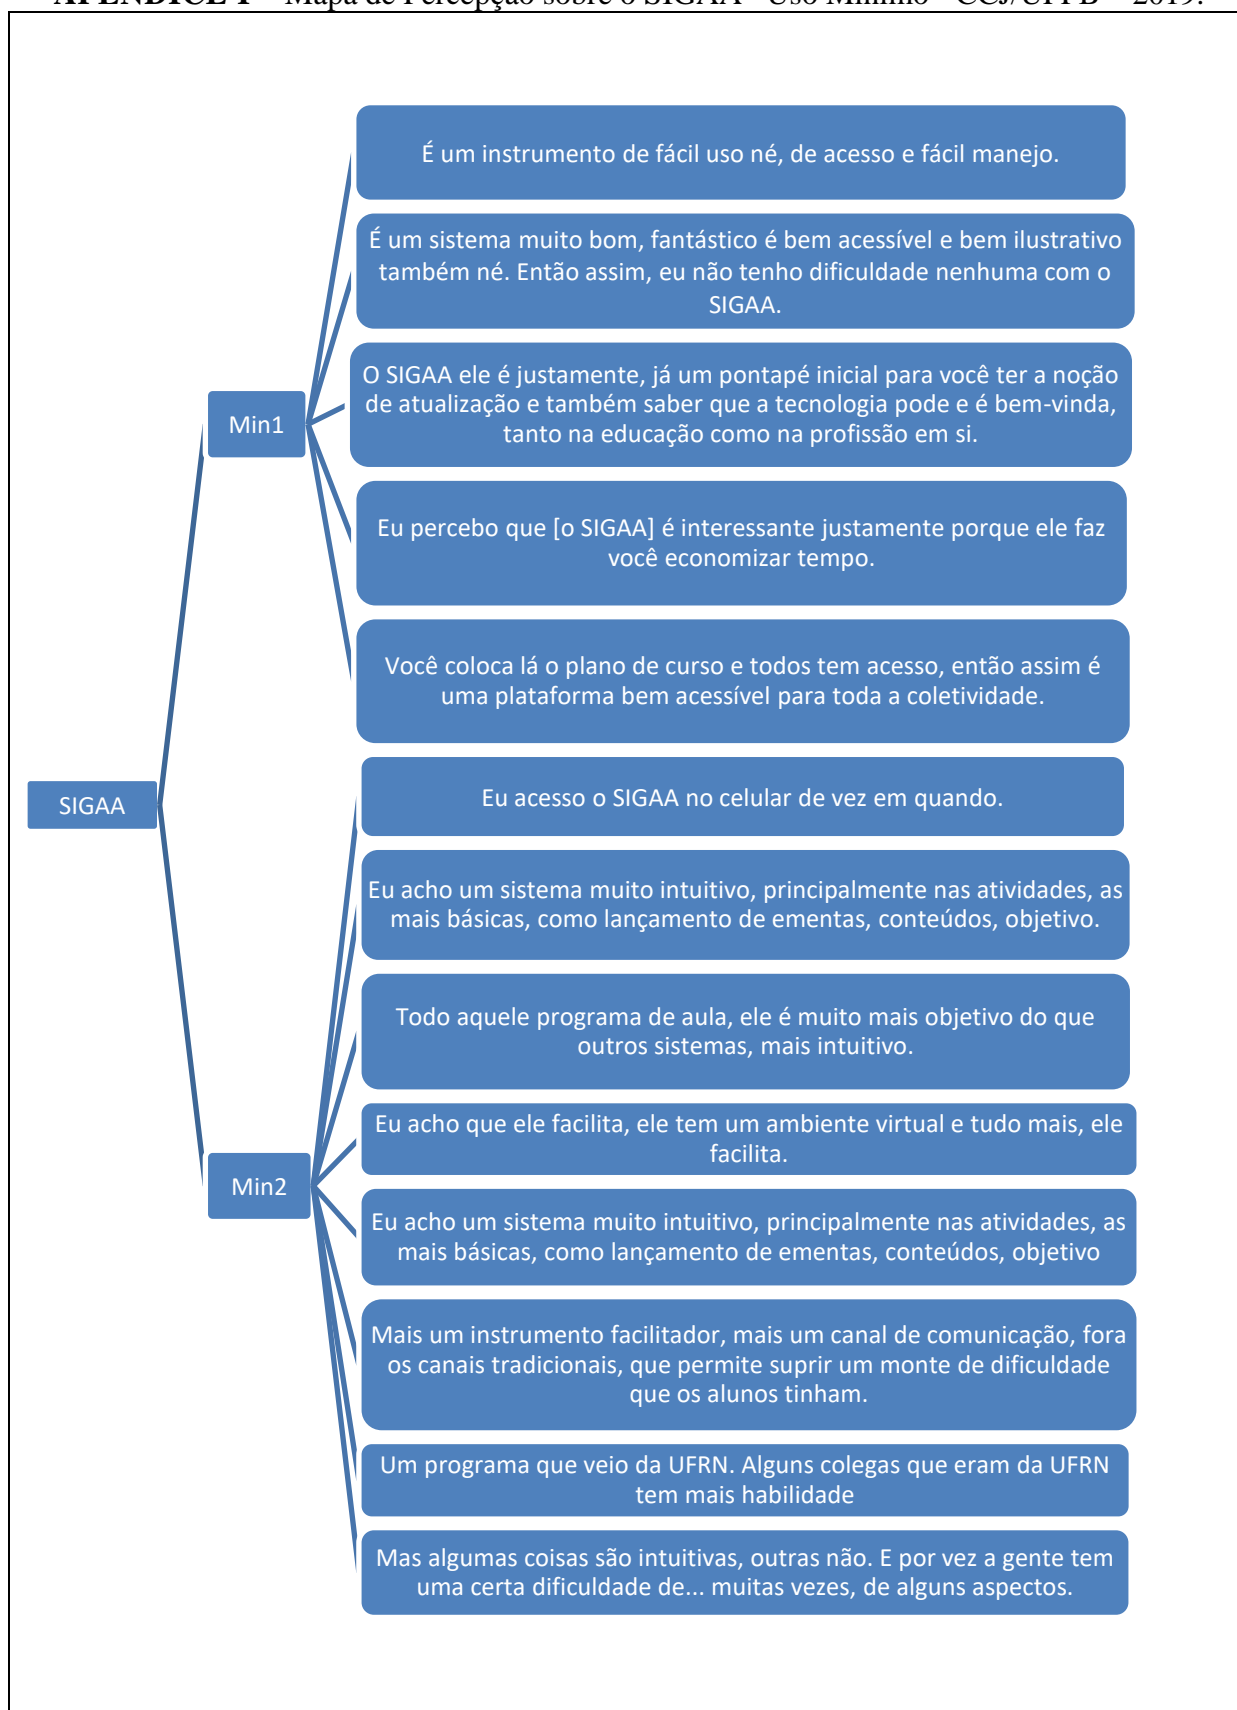 Mapa de Percepção sobre o SIGAA - Uso Mínimo - CCJ/UFPB – 2019.
É um instrumento de fácil uso né, de acesso e fácil manejo.
É um sistema muito bom, fantástico é bem acessível e bem ilustrativo
também né. Então assim, eu não tenho dificuldade nenhuma com o
SIGAA.
O SIGAA ele é justamente, já um pontapé inicial para você ter a noção
de atualização e também saber que a tecnologia pode e é bem-vinda,
tanto na educação como na profissão em si.
Min1
Eu percebo que [o SIGAA] é interessante justamente porque ele faz
você economizar tempo.
Você coloca lá o plano de curso e todos tem acesso, então assim é
uma plataforma bem acessível para toda a coletividade.
SIGAA
Eu acesso o SIGAA no celular de vez em quando.
Eu acho um sistema muito intuitivo, principalmente nas atividades, as
mais básicas, como lançamento de ementas, conteúdos, objetivo.
Todo aquele programa de aula, ele é muito mais objetivo do que
outros sistemas, mais intuitivo.
Eu acho que ele facilita, ele tem um ambiente virtual e tudo mais, ele
facilita.
Min2
Eu acho um sistema muito intuitivo, principalmente nas atividades, as
mais básicas, como lançamento de ementas, conteúdos, objetivo
Mais um instrumento facilitador, mais um canal de comunicação, fora
os canais tradicionais, que permite suprir um monte de dificuldade
que os alunos tinham.
Um programa que veio da UFRN. Alguns colegas que eram da UFRN
tem mais habilidade
Mas algumas coisas são intuitivas, outras não. E por vez a gente tem
uma certa dificuldade de... muitas vezes, de alguns aspectos.